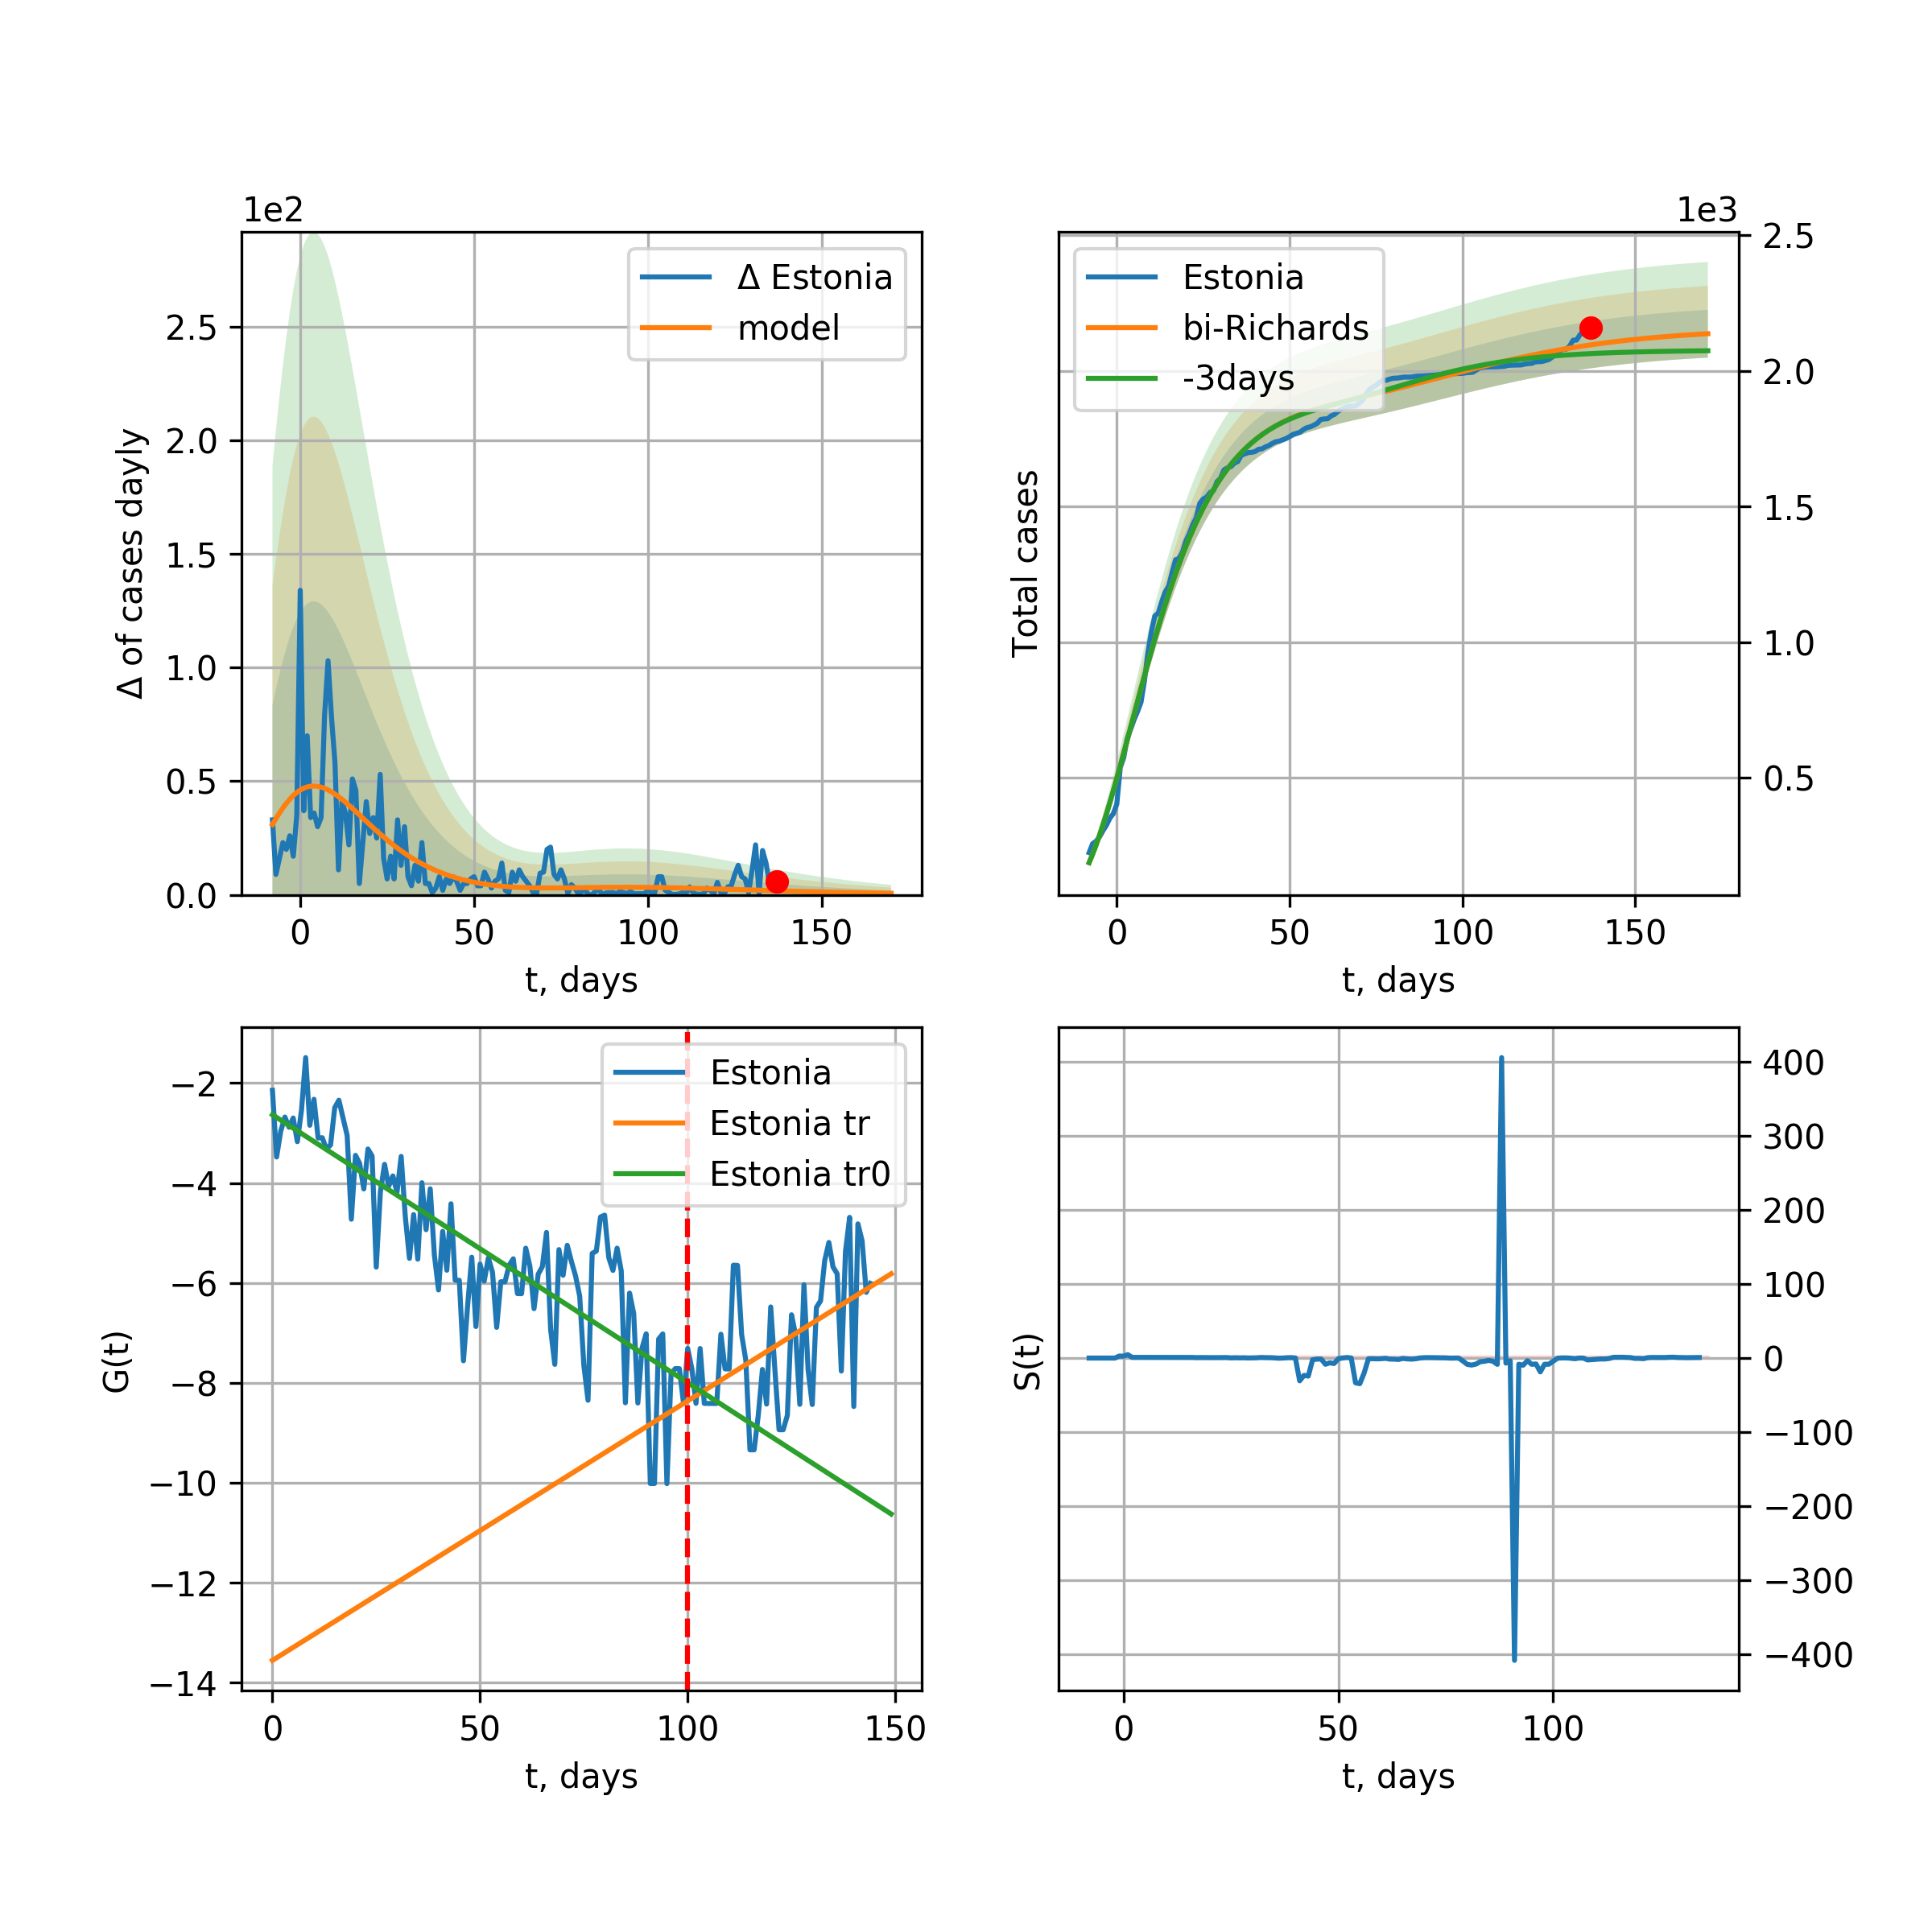 1e2
Δ Estonia
model
2.5
2.0
1.5
1.0
0.5
0.0
Δ of cases dayly
0
50
100
150
t, days
1e3
Estonia
bi-Richards
-3days
2.5
2.0
1.5
1.0
0.5
Total cases
0
50
100
150
t, days
Estonia
Estonia tr
Estonia tr0
−2
−4
−6
−8
−10
−12
−14
G(t)
0
50
100
150
t, days
400
300
200
100
0
−100
−200
−300
−400
S(t)
0
50
100
t, days